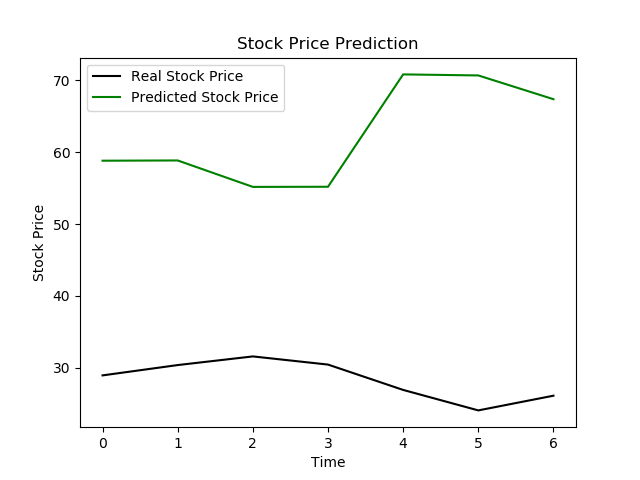 Stock Price Prediction
Real Stock Price
Predicted Stock Price
Stock Price
70
60
50
40
30
0 1 2 3 4 5 6
Time